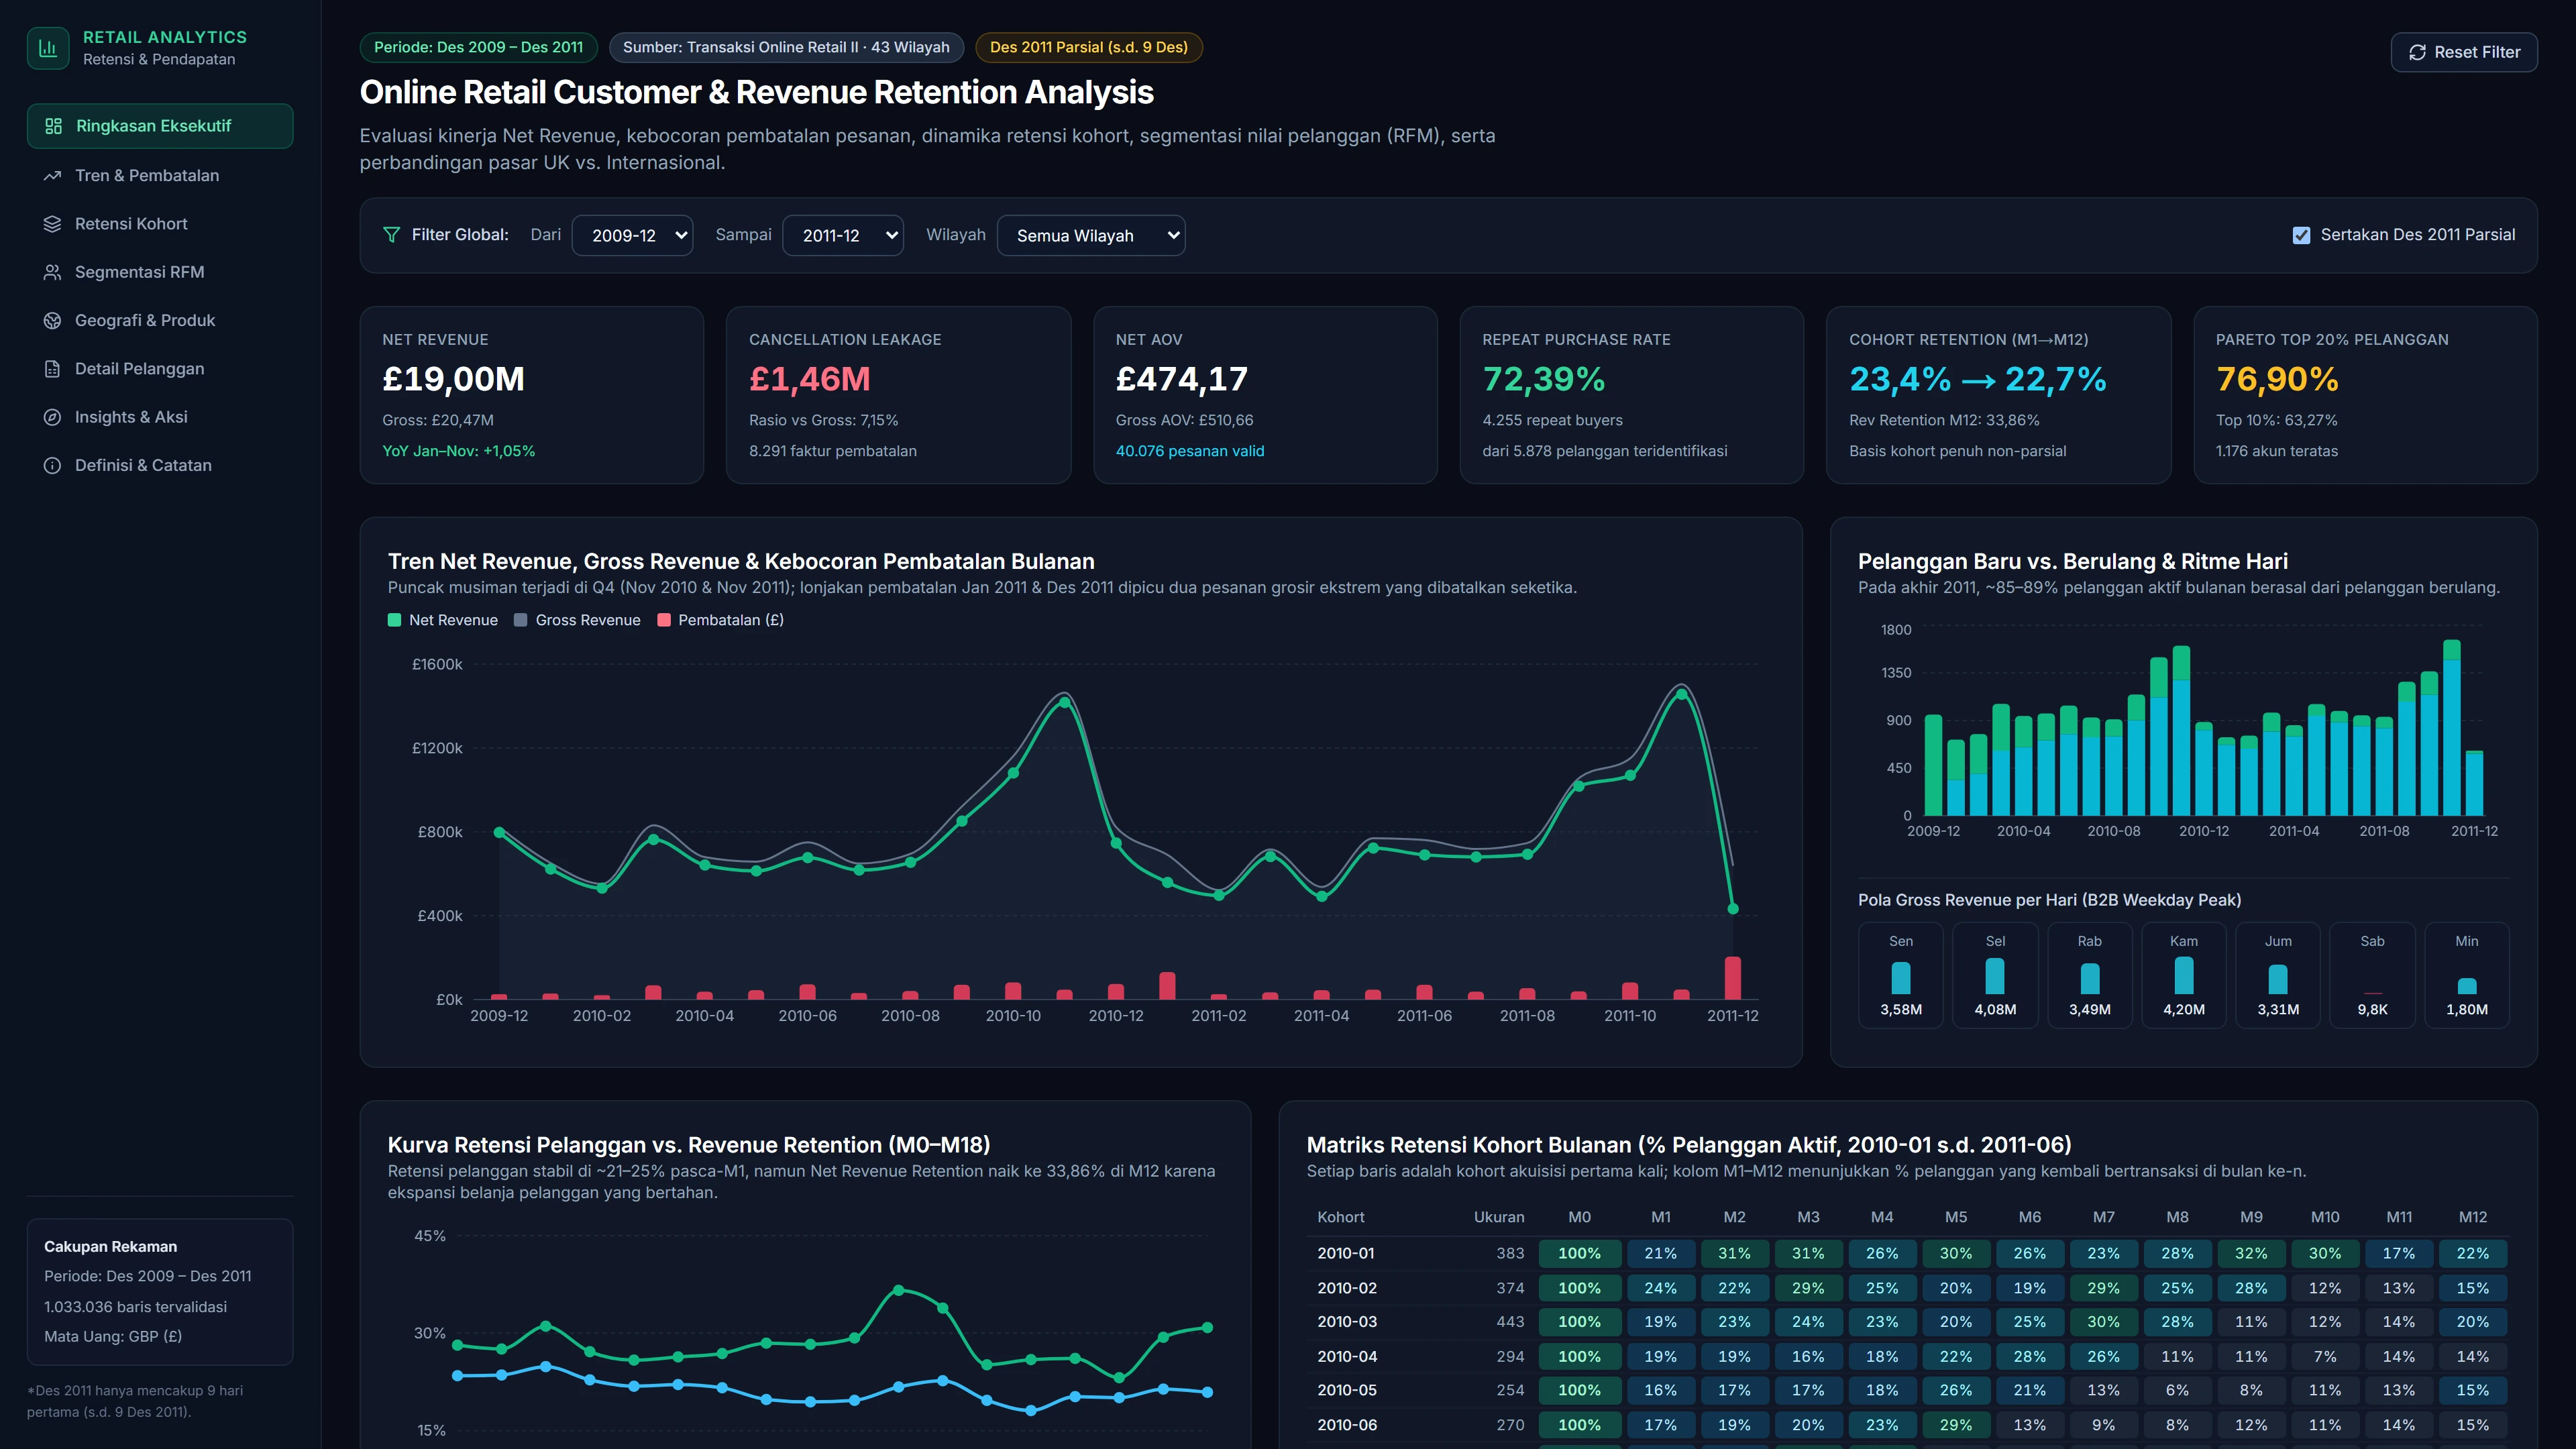 RETAIL ANALYTICS
Retensi & Pendapatan
Ringkasan Eksekutif
Tren & Pembatalan
Retensi Kohort
Segmentasi RFM
Geografi & Produk
Detail Pelanggan
Insights & Aksi
Definisi & Catatan
Cakupan Rekaman
Periode: Des 2009 – Des 2011
1.033.036 baris tervalidasi
Mata Uang: GBP (£)
*Des 2011 hanya mencakup 9 hari
pertama (s.d. 9 Des 2011).
Periode: Des 2009 – Des 2011
Sumber: Transaksi Online Retail II · 43 Wilayah
Des 2011 Parsial (s.d. 9 Des)
Reset Filter
Online Retail Customer & Revenue Retention Analysis
Evaluasi kinerja Net Revenue, kebocoran pembatalan pesanan, dinamika retensi kohort, segmentasi nilai pelanggan (RFM), serta
perbandingan pasar UK vs. Internasional.
Filter Global: Dari 2009-12 Sampai 2011-12 Wilayah Semua Wilayah
Sertakan Des 2011 Parsial
NET REVENUE
£19,00M
Gross: £20,47M
YoY Jan–Nov: +1,05%
CANCELLATION LEAKAGE
£1,46M
Rasio vs Gross: 7,15%
8.291 faktur pembatalan
NET AOV
£474,17
Gross AOV: £510,66
40.076 pesanan valid
REPEAT PURCHASE RATE
72,39%
4.255 repeat buyers
dari 5.878 pelanggan teridentifikasi
COHORT RETENTION (M1→M12)
23,4% → 22,7%
Rev Retention M12: 33,86%
Basis kohort penuh non-parsial
PARETO TOP 20% PELANGGAN
76,90%
Top 10%: 63,27%
1.176 akun teratas
Tren Net Revenue, Gross Revenue & Kebocoran Pembatalan Bulanan
Puncak musiman terjadi di Q4 (Nov 2010 & Nov 2011); lonjakan pembatalan Jan 2011 & Des 2011 dipicu dua pesanan grosir ekstrem yang dibatalkan seketika.
Net Revenue Gross Revenue Pembatalan (£)
£1600k
£1200k
£800k
£400k
£0k
2009-12 2010-02 2010-04 2010-06 2010-08 2010-10 2010-12 2011-02 2011-04 2011-06 2011-08 2011-10 2011-12
Pelanggan Baru vs. Berulang & Ritme Hari
Pada akhir 2011, ~85–89% pelanggan aktif bulanan berasal dari pelanggan berulang.
1800
1350
900
450
0
2009-12 2010-04 2010-08 2010-12 2011-04 2011-08 2011-12
Pola Gross Revenue per Hari (B2B Weekday Peak)
Sen Sel Rab Kam Jum Sab Min
3,58M 4,08M 3,49M 4,20M 3,31M 9,8K 1,80M
Kurva Retensi Pelanggan vs. Revenue Retention (M0–M18)
Retensi pelanggan stabil di ~21–25% pasca-M1, namun Net Revenue Retention naik ke 33,86% di M12 karena
ekspansi belanja pelanggan yang bertahan.
45%
30%
15%
Matriks Retensi Kohort Bulanan (% Pelanggan Aktif, 2010-01 s.d. 2011-06)
Setiap baris adalah kohort akuisisi pertama kali; kolom M1–M12 menunjukkan % pelanggan yang kembali bertransaksi di bulan ke-n.
Kohort Ukuran M0 M1 M2 M3 M4 M5 M6 M7 M8 M9 M10 M11 M12
2010-01 383 100% 21% 31% 31% 26% 30% 26% 23% 28% 32% 30% 17% 22%
2010-02 374 100% 24% 22% 29% 25% 20% 19% 29% 25% 28% 12% 13% 15%
2010-03 443 100% 19% 23% 24% 23% 20% 25% 30% 28% 11% 12% 14% 20%
2010-04 294 100% 19% 19% 16% 18% 22% 28% 26% 11% 11% 7% 14% 14%
2010-05 254 100% 16% 17% 17% 18% 26% 21% 13% 6% 8% 11% 13% 15%
2010-06 270 100% 17% 19% 20% 23% 29% 13% 9% 8% 12% 11% 14% 15%